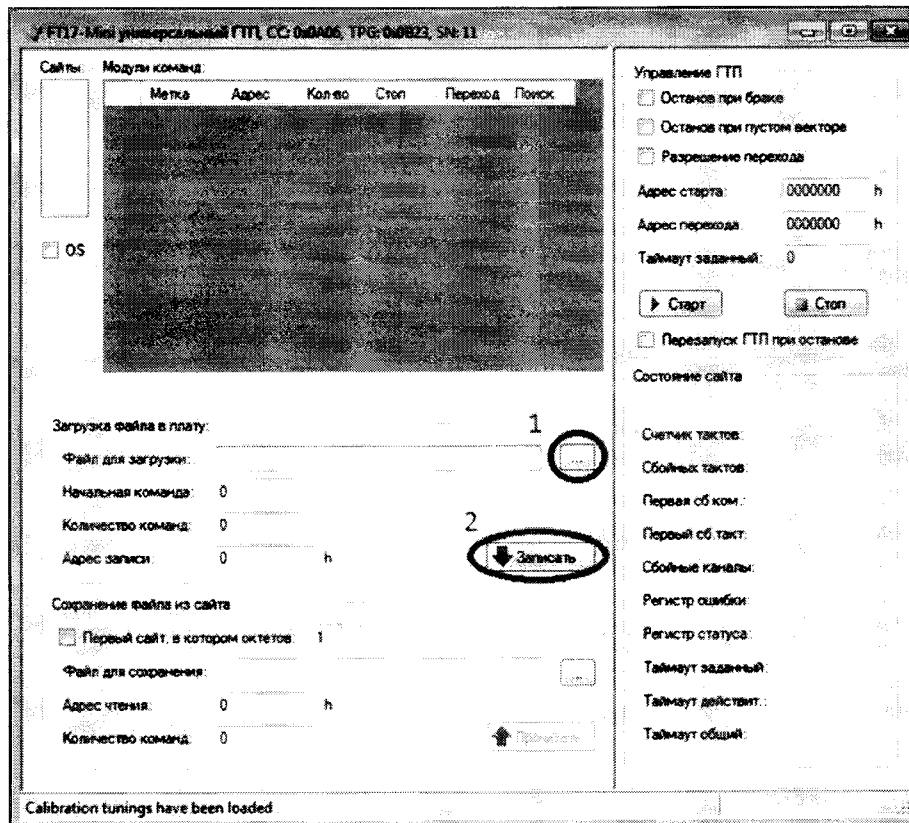 FT17-Mini универсальный ГТП, CC: 0x0A06, TPG: 0x0B23, SN: 11
Сайты:
Модули команд:
Метка Адрес Кол-во Стоп Переход Поиск
OS
Загрузка файла в плату:
1
Файл для загрузки:
...
Начальная команда: 0
Количество команд: 0
2
Адрес записи: 0 h
Записать
Сохранение файла из сайта
Первый сайт, в котором октетов: 1
Файл для сохранения:
...
Адрес чтения: 0 h
Количество команд: 0
Управление ГТП
Останов при браке
Останов при пустом векторе
Разрешение перехода
Адрес старта: 0000000 h
Адрес перехода: 0000000 h
Таймаут заданный: 0
Старт
Стоп
Перезапуск ГТП при останове
Состояние сайта
Счетчик тактов:
Сбойных тактов:
Первая сб.ком.:
Первый сб.такт:
Сбойные каналы:
Регистр ошибки:
Регистр статуса:
Таймаут заданный:
Таймаут действит.:
Таймаут общий:
Calibration tunings have been loaded